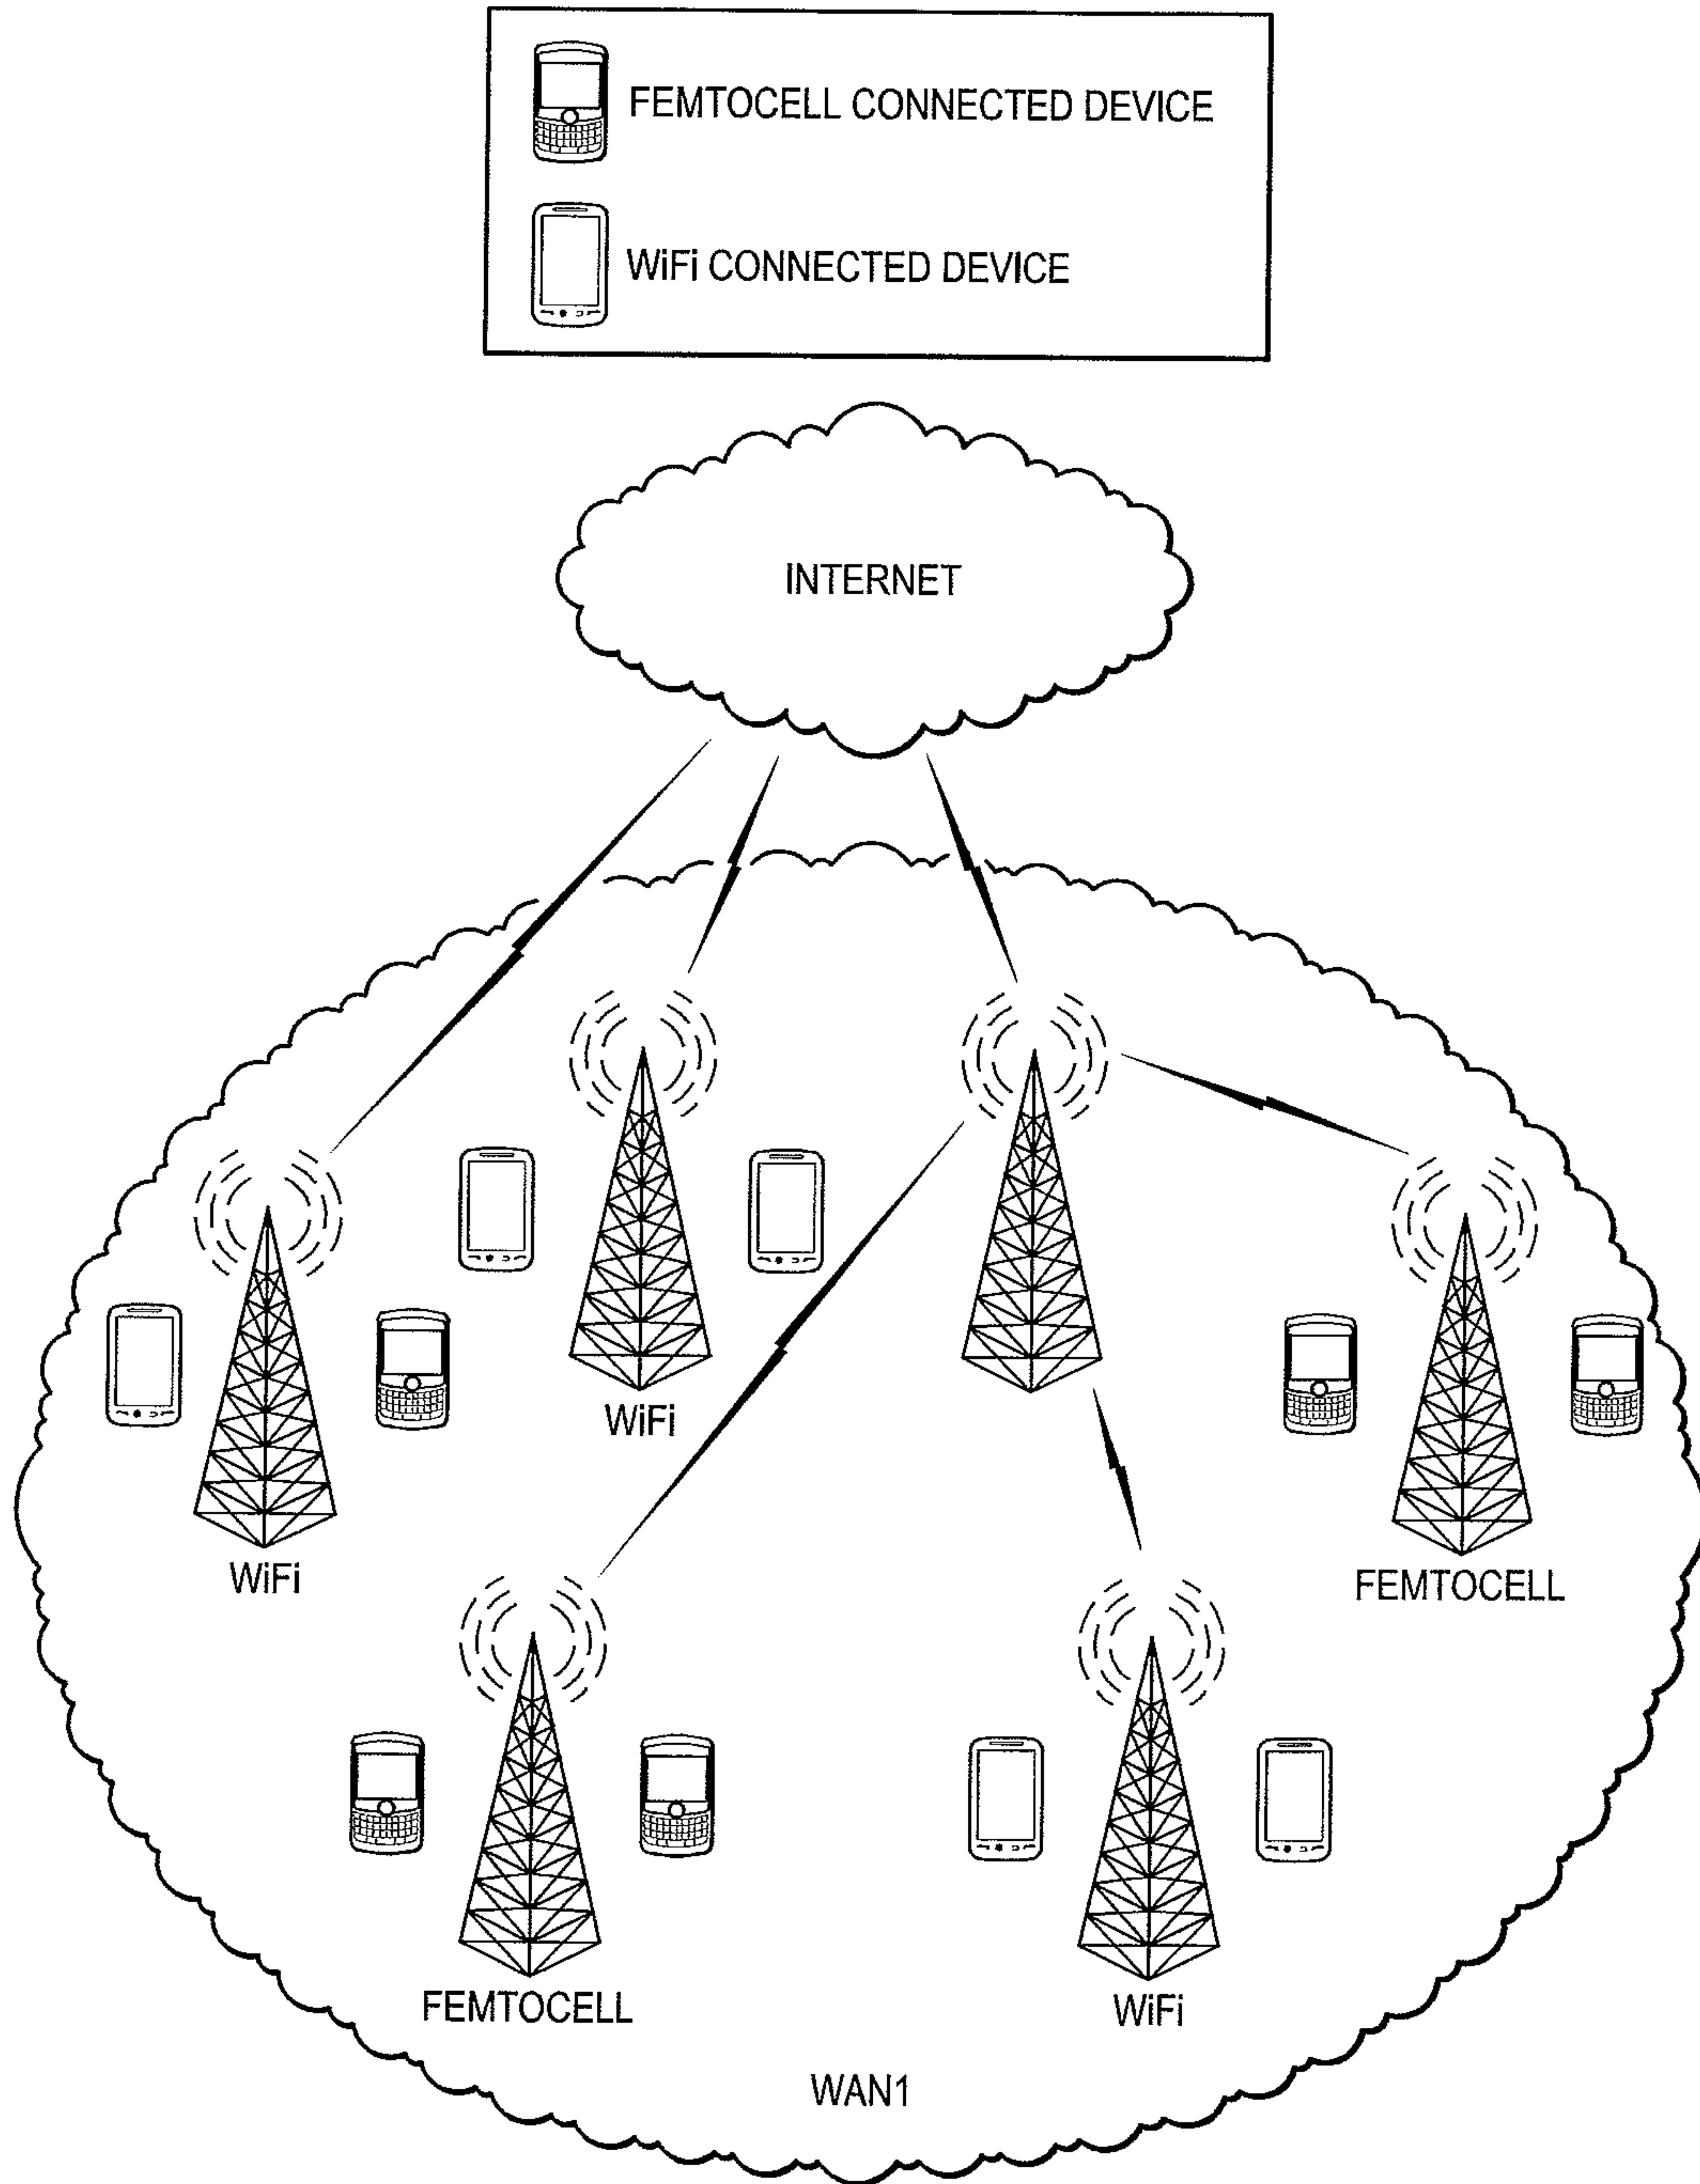 FEMTOCELL CONNECTED DEVICE
WiFi CONNECTED DEVICE
INTERNET
WiFi
WiFi
FEMTOCELL
FEMTOCELL
WiFi
WAN1